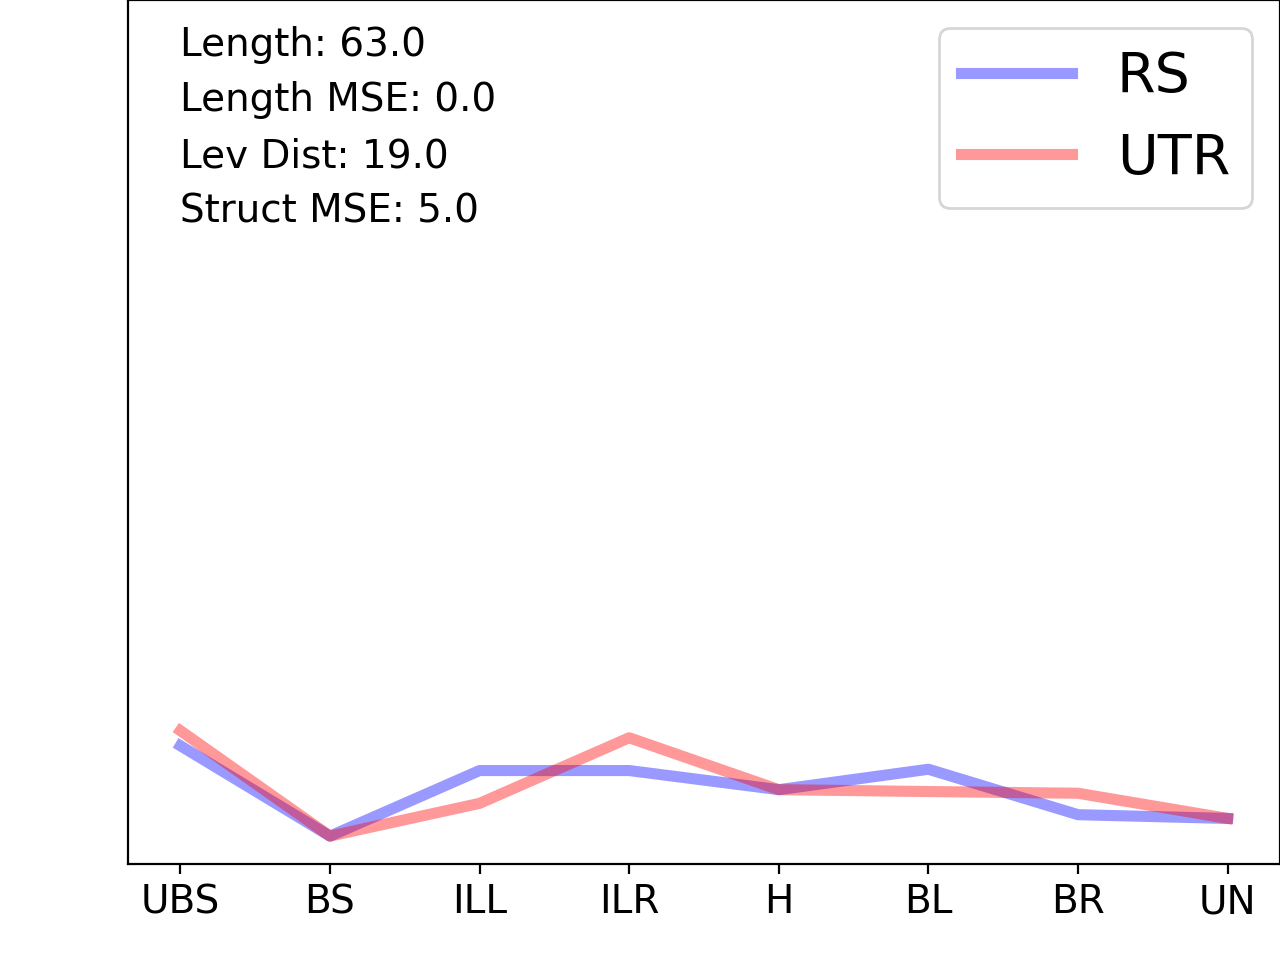 Length: 63.0
Length MSE: 0.0
Lev Dist: 19.0
Struct MSE: 5.0
RS
UTR
UBS BS ILL ILR H BL BR UN